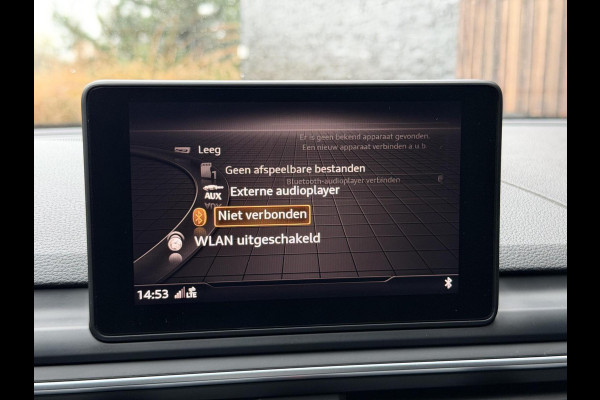 Er is geen bekend apparaat gevonden.
Een nieuw apparaat verbinden a u b
Leeg
Geen afspeelbare bestanden
1
Bluetooth-audioplayer verbinden
AUX Externe audioplayer
Niet verbonden
WLAN uitgeschakeld
14:53 LTE